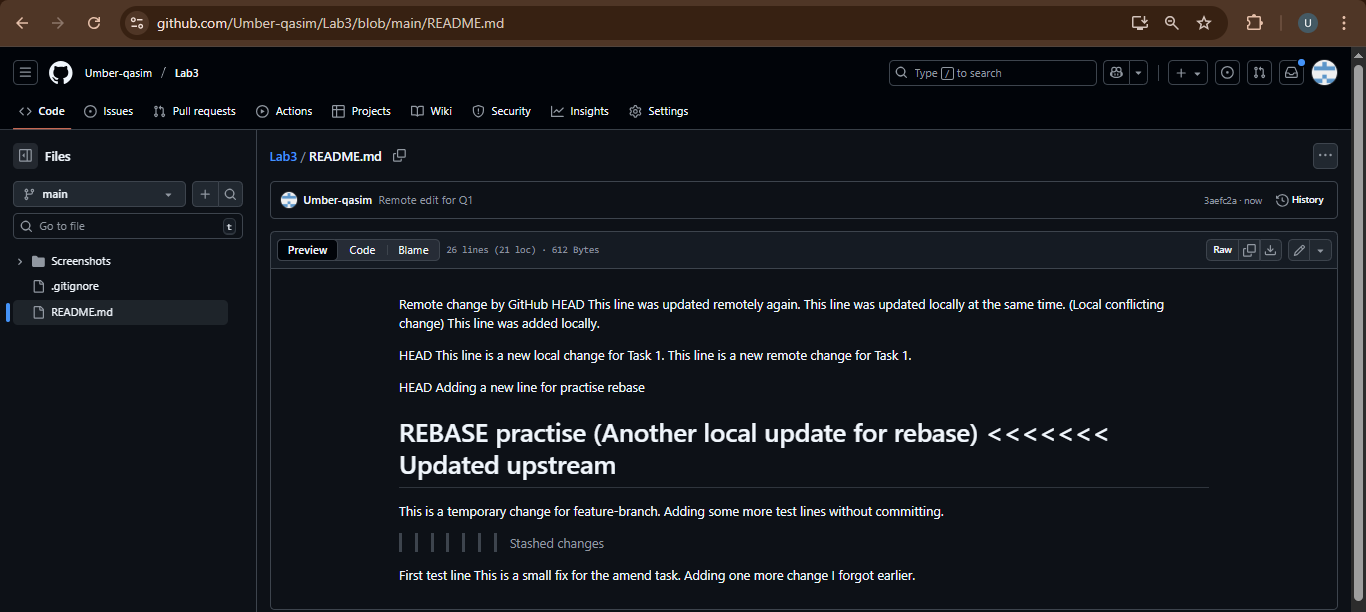 github.com/Umber-qasim/Lab3/blob/main/README.md
U
Umber-qasim / Lab3
Type / to search
Code Issues Pull requests Actions Projects Wiki Security Insights Settings
Files
main
Go to file t
Screenshots
.gitignore
README.md
Lab3 / README.md
Umber-qasim Remote edit for Q1
3aefc2a · now History
Preview Code Blame 26 lines (21 loc) · 612 Bytes
Raw
Remote change by GitHub HEAD This line was updated remotely again. This line was updated locally at the same time. (Local conflicting
change) This line was added locally.
HEAD This line is a new local change for Task 1. This line is a new remote change for Task 1.
HEAD Adding a new line for practise rebase
REBASE practise (Another local update for rebase) <<<<<<<
Updated upstream
This is a temporary change for feature-branch. Adding some more test lines without committing.
Stashed changes
First test line This is a small fix for the amend task. Adding one more change I forgot earlier.